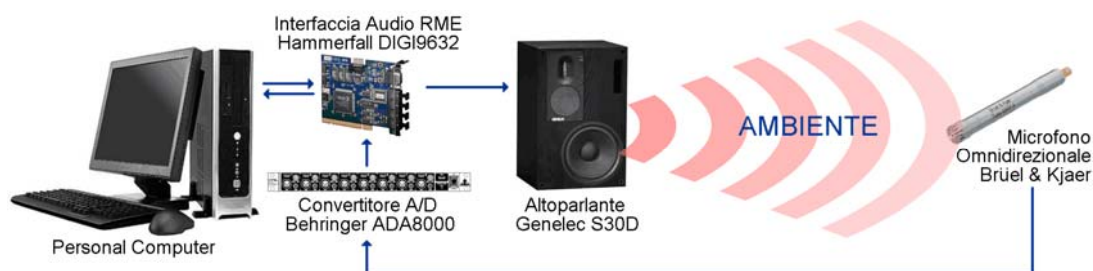 Interfaccia Audio RME
Hammerfall DIGI9632
AMBIENTE
Microfono
Omnidirezionale
Brüel & Kjaer
Convertitore A/D
Behringer ADA8000
Altoparlante
Genelec S30D
Personal Computer